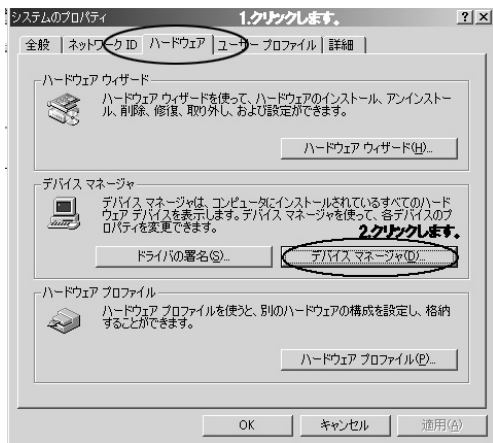 システムのプロパティ
1.クリックします。
全般
ネットワーク ID
ハードウェア
ユーザー プロファイル
詳細
ハードウェア ウィザード
ハードウェア ウィザードを使って、ハードウェアのインストール、アンインストー
ル、削除、修復、取り外し、および設定ができます。
ハードウェア ウィザード(H)...
デバイス マネージャ
デバイス マネージャは、コンピュータにインストールされているすべてのハード
ウェア デバイスを表示します。デバイス マネージャを使って、各デバイスのプ
ロパティを変更できます。
2.クリックします。
ドライバの署名(S)...
デバイス マネージャ(D)...
ハードウェア プロファイル
ハードウェア プロファイルを使うと、別のハードウェアの構成を設定し、格納
することができます。
ハードウェア プロファイル(P)...
OK
キャンセル
適用(A)